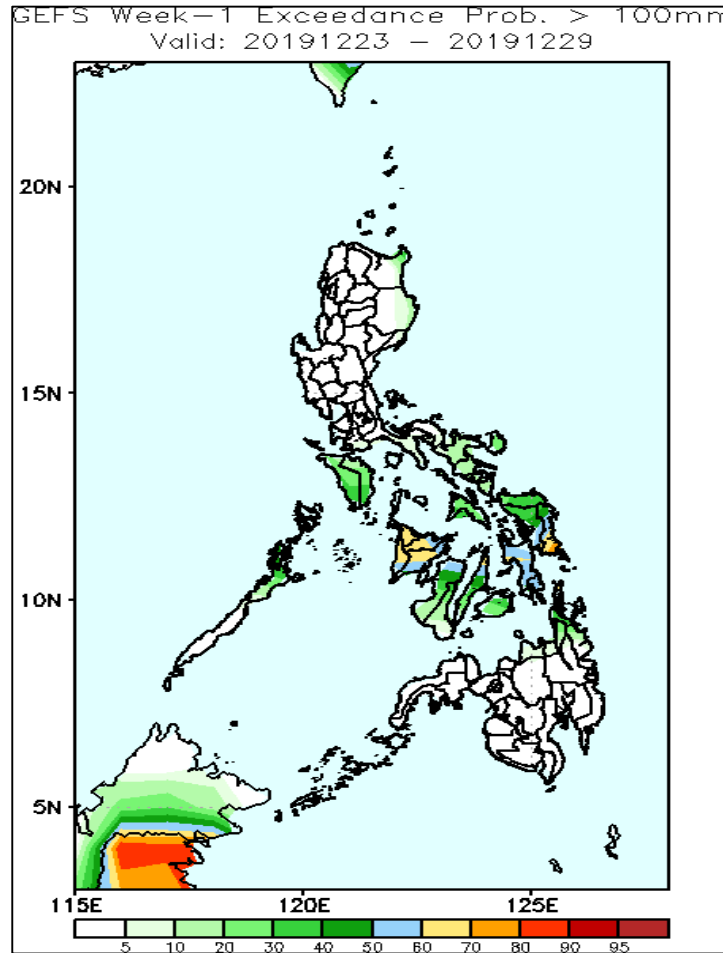 GEFS Week-1 Exceedance Prob. > 100mm
Valid: 20191223 - 20191229
20N
15N
10N
5N
115E 120E 125E
5 10 20 30 40 50 60 70 80 90 95